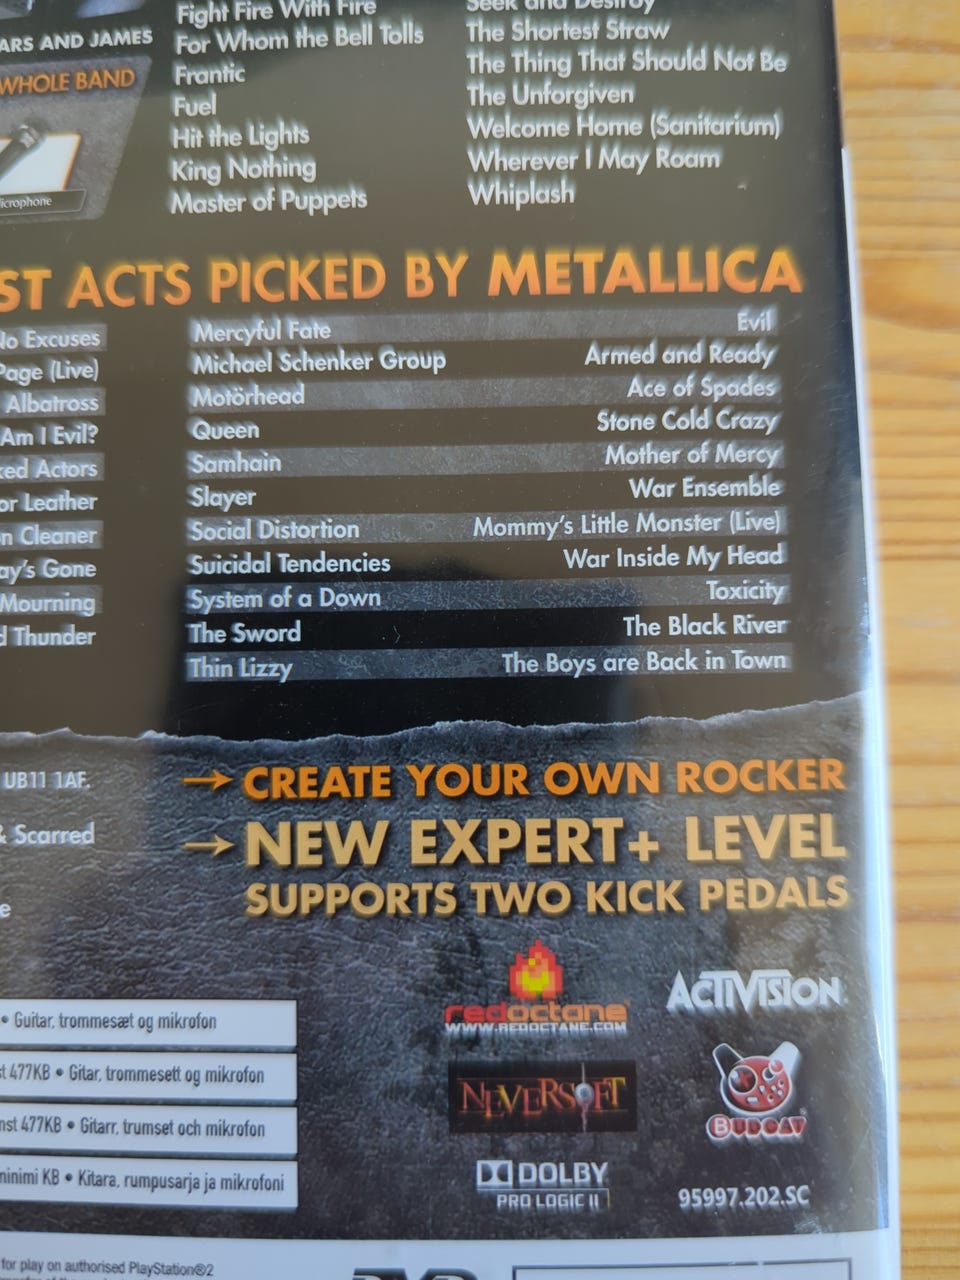 ARS AND JAMES
WHOLE BAND
icrophone
Fight Fire With Fire
For Whom the Bell Tolls
Frantic
Fuel
Hit the Lights
King Nothing
Master of Puppets
Seek and Destroy
The Shortest Straw
The Thing That Should Not Be
The Unforgiven
Welcome Home (Sanitarium)
Wherever I May Roam
Whiplash
ST ACTS PICKED BY METALLICA
No Excuses
Page (Live)
Albatross
Am I Evil?
ked Actors
or Leather
n Cleaner
ay's Gone
Mourning
d Thunder
Mercyful Fate Evil
Michael Schenker Group Armed and Ready
Motörhead Ace of Spades
Queen Stone Cold Crazy
Samhain Mother of Mercy
Slayer War Ensemble
Social Distortion Mommy's Little Monster (Live)
Suicidal Tendencies War Inside My Head
System of a Down Toxicity
The Sword The Black River
Thin Lizzy The Boys are Back in Town
UB11 1AF.
& Scarred
e
→ CREATE YOUR OWN ROCKER
→ NEW EXPERT+ LEVEL
SUPPORTS TWO KICK PEDALS
• Guitar, trommesæt og mikrofon
st 477KB • Gitar, trommesett og mikrofon
nst 477KB • Gitarr, trumset och mikrofon
minimi KB • Kitara, rumpusarja ja mikrofoni
redoctane
WWW.REDOCTANE.COM
ACTIVISION
NEVERSOFT
BUDCAT
DOLBY
PRO LOGIC II
95997.202.SC
for play on authorised PlayStation®2